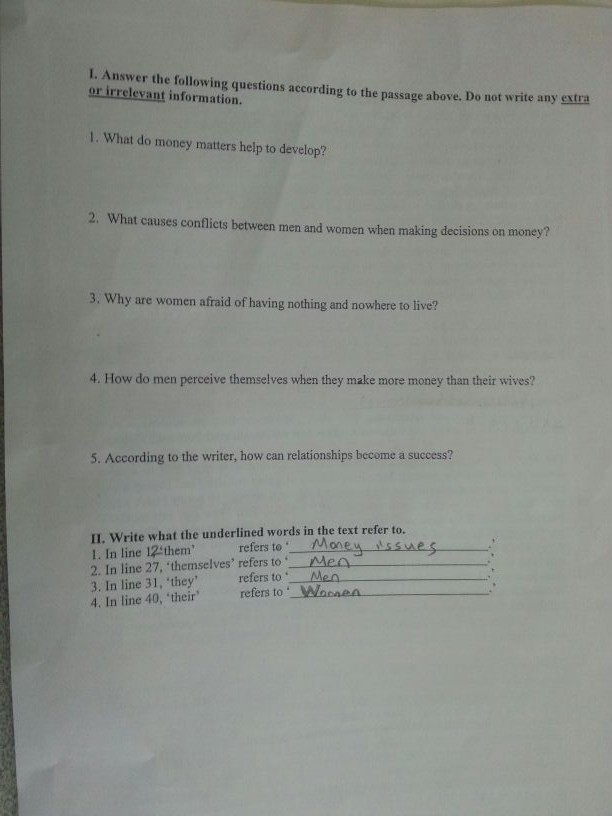 I. Answer the following questions according to the passage above. Do not write any extra
or irrelevant information.
1. What do money matters help to develop?
2. What causes conflicts between men and women when making decisions on money?
3. Why are women afraid of having nothing and nowhere to live?
4. How do men perceive themselves when they make more money than their wives?
5. According to the writer, how can relationships become a success?
II. Write what the underlined words in the text refer to.
1. In line 12 'them' refers to ' Money issues '.
2. In line 27, 'themselves' refers to ' Men '.
3. In line 31, 'they' refers to ' Men '.
4. In line 40, 'their' refers to ' Women '.